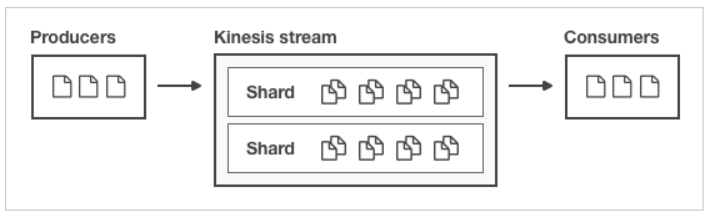 Producers
Kinesis stream
Consumers
Shard
Shard